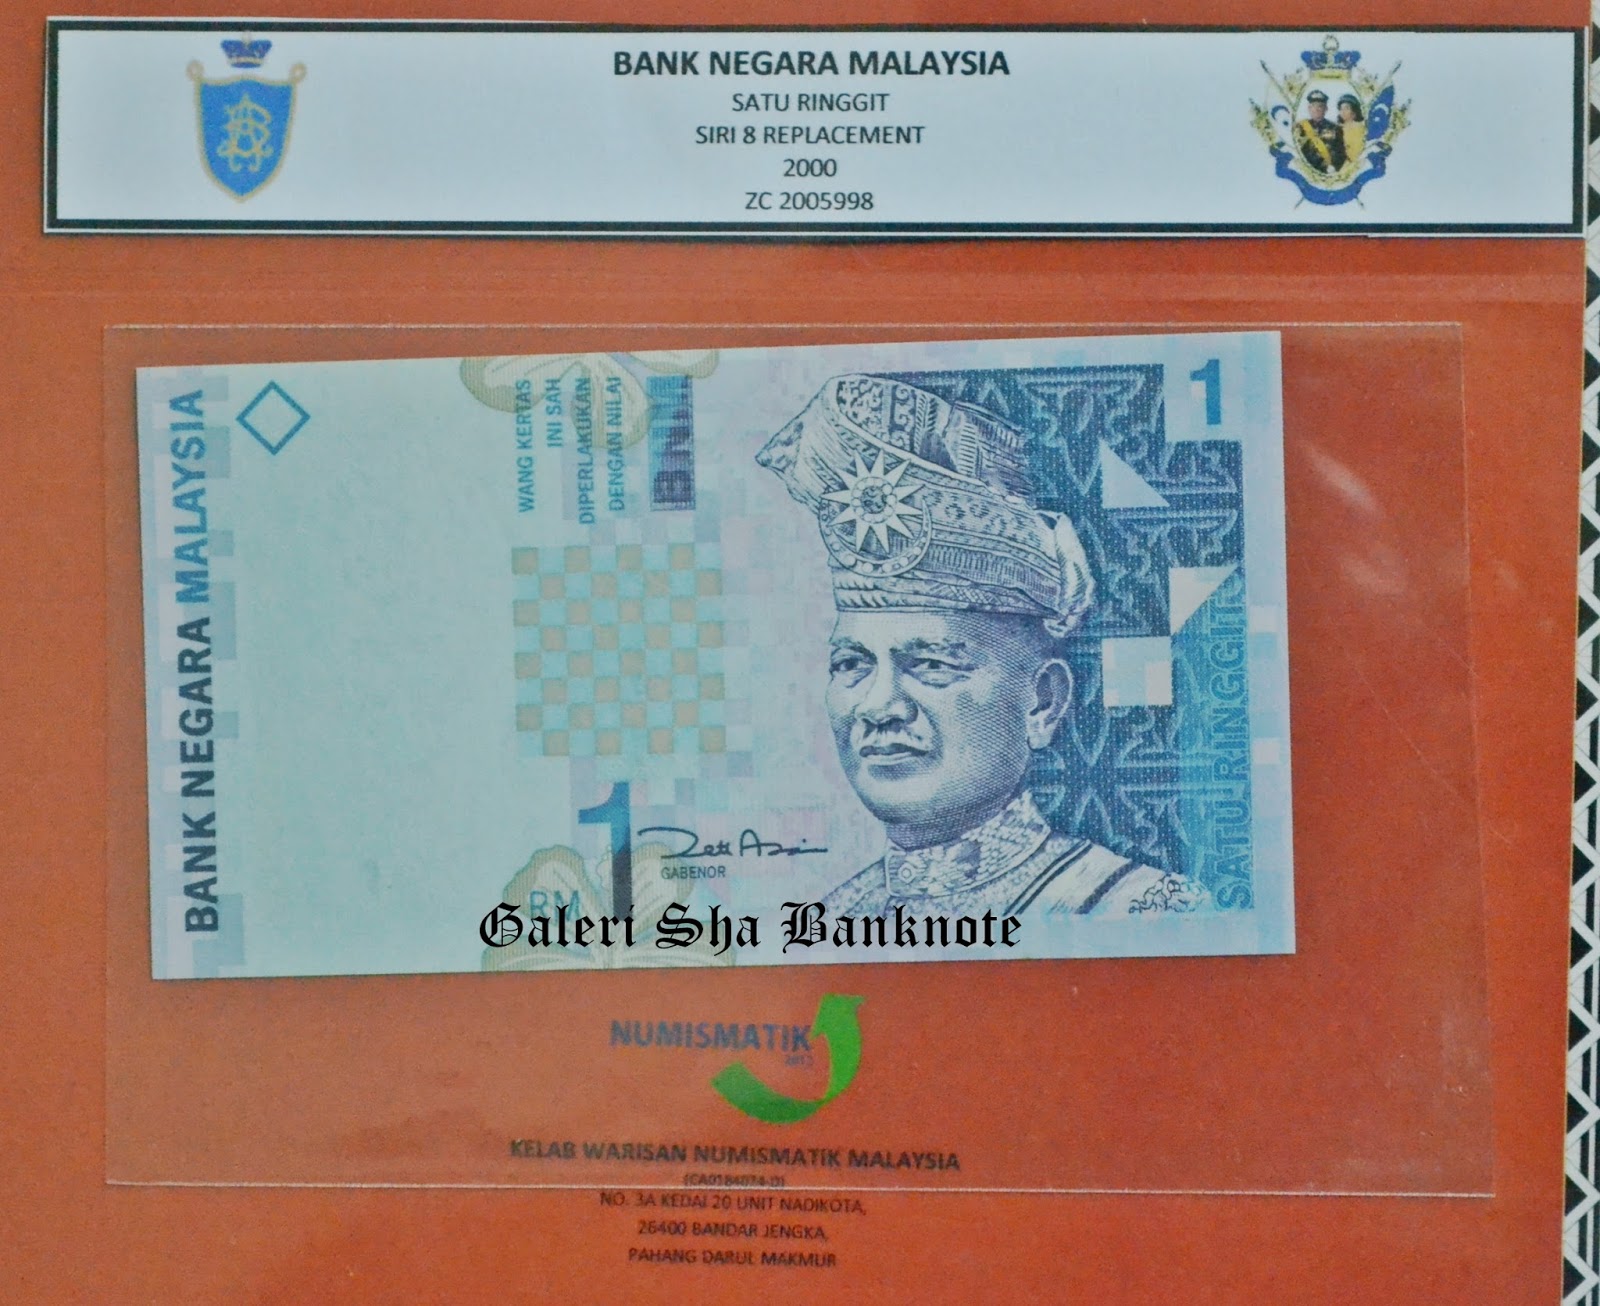 BANK NEGARA MALAYSIA
SATU RINGGIT
SIRI 8 REPLACEMENT
2000
ZC 2005998
BANK NEGARA MALAYSIA
WANG KERTAS
INI SAH
DIPERLAKUKAN
DENGAN NILAI
1
SATU RINGGIT
1
RM
GABENOR
Galeri Sha Banknote
NUMISMATIK
KELAB WARISAN NUMISMATIK MALAYSIA
NO. 3A KEDAI 20 UNIT NADIKOTA,
26400 BANDAR JENGKA,
PAHANG DARUL MAKMUR